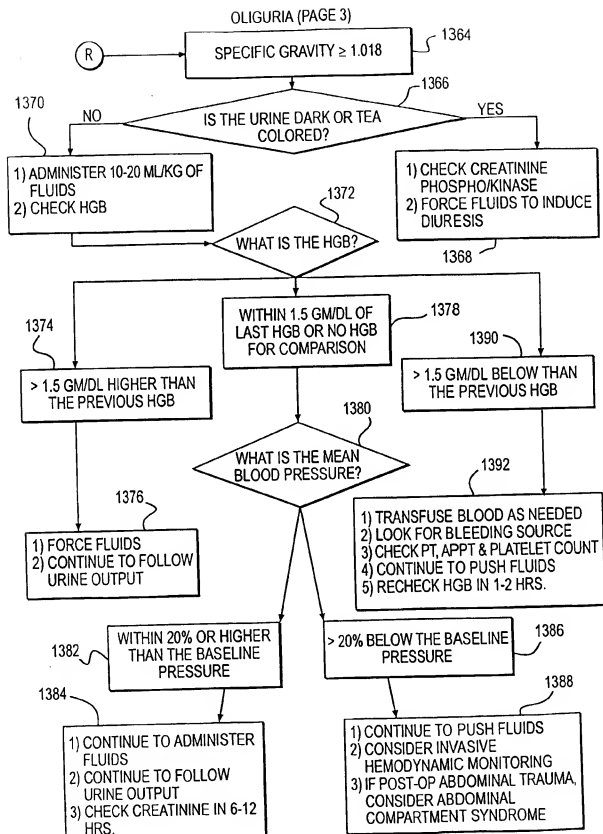 OLIGURIA (PAGE 3)
R
SPECIFIC GRAVITY ≥ 1.018
1364
1366
IS THE URINE DARK OR TEA
COLORED?
NO
YES
1370
1) ADMINISTER 10-20 ML/KG OF
FLUIDS
2) CHECK HGB
1) CHECK CREATININE
PHOSPHO/KINASE
2) FORCE FLUIDS TO INDUCE
DIURESIS
1368
1372
WHAT IS THE HGB?
1374
> 1.5 GM/DL HIGHER THAN
THE PREVIOUS HGB
WITHIN 1.5 GM/DL OF
LAST HGB OR NO HGB
FOR COMPARISON
1378
1390
> 1.5 GM/DL BELOW THAN
THE PREVIOUS HGB
1380
WHAT IS THE MEAN
BLOOD PRESSURE?
1376
1) FORCE FLUIDS
2) CONTINUE TO FOLLOW
URINE OUTPUT
1392
1) TRANSFUSE BLOOD AS NEEDED
2) LOOK FOR BLEEDING SOURCE
3) CHECK PT, APPT & PLATELET COUNT
4) CONTINUE TO PUSH FLUIDS
5) RECHECK HGB IN 1-2 HRS.
1382
WITHIN 20% OR HIGHER
THAN THE BASELINE
PRESSURE
> 20% BELOW THE BASELINE
PRESSURE
1386
1384
1) CONTINUE TO ADMINISTER
FLUIDS
2) CONTINUE TO FOLLOW
URINE OUTPUT
3) CHECK CREATININE IN 6-12
HRS.
1388
1) CONTINUE TO PUSH FLUIDS
2) CONSIDER INVASIVE
HEMODYNAMIC MONITORING
3) IF POST-OP ABDOMINAL TRAUMA,
CONSIDER ABDOMINAL
COMPARTMENT SYNDROME